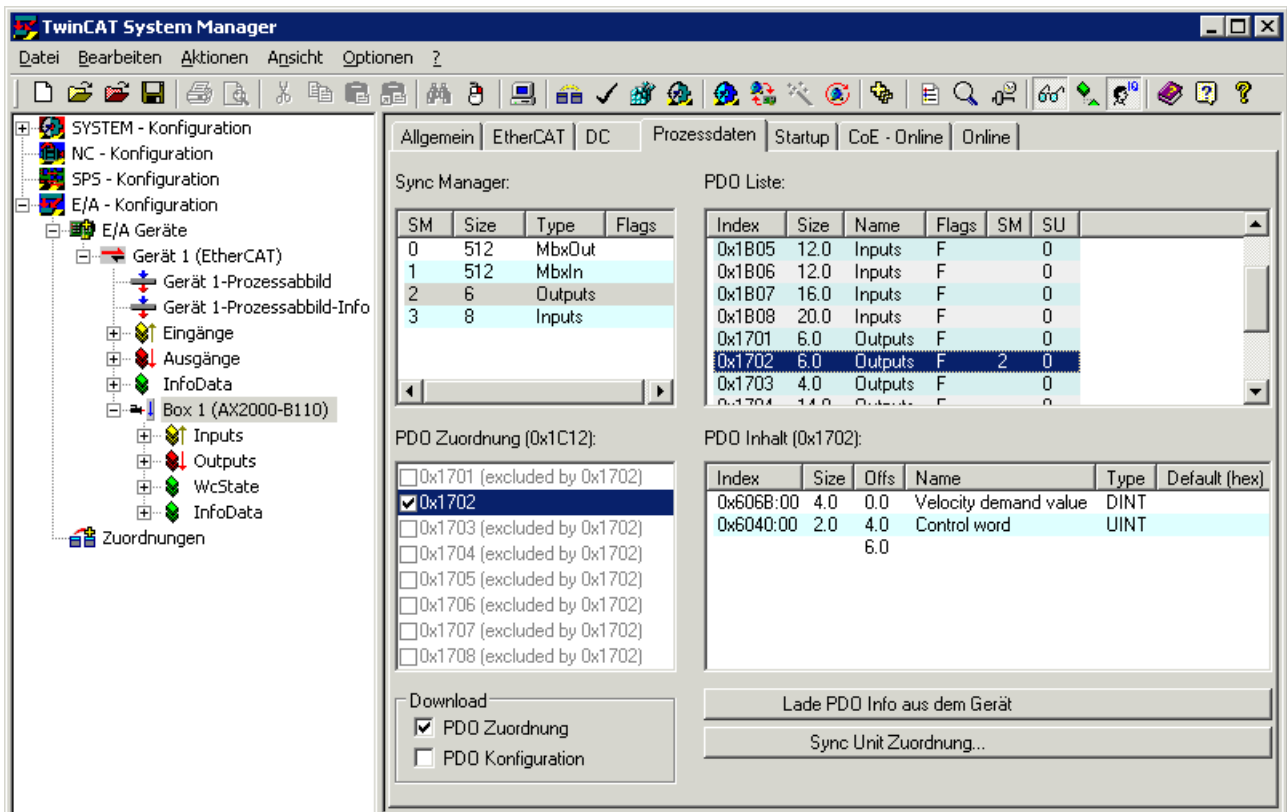 TwinCAT System Manager
Datei Bearbeiten Aktionen Ansicht Optionen ?
SYSTEM - Konfiguration
NC - Konfiguration
SPS - Konfiguration
E/A - Konfiguration
E/A Geräte
Gerät 1 (EtherCAT)
Gerät 1-Prozessabbild
Gerät 1-Prozessabbild-Info
Eingänge
Ausgänge
InfoData
Box 1 (AX2000-B110)
Inputs
Outputs
WcState
InfoData
Zuordnungen
Allgemein EtherCAT DC Prozessdaten Startup CoE - Online Online
Sync Manager:
SM Size Type Flags
0 512 MbxOut
1 512 MbxIn
2 6 Outputs
3 8 Inputs
PDO Liste:
Index Size Name Flags SM SU
0x1B05 12.0 Inputs F 0
0x1B06 12.0 Inputs F 0
0x1B07 16.0 Inputs F 0
0x1B08 20.0 Inputs F 0
0x1701 6.0 Outputs F 0
0x1702 6.0 Outputs F 2 0
0x1703 4.0 Outputs F 0
0x1704 14.0 Outputs F 0
PDO Zuordnung (0x1C12):
0x1701 (excluded by 0x1702)
0x1702
0x1703 (excluded by 0x1702)
0x1704 (excluded by 0x1702)
0x1705 (excluded by 0x1702)
0x1706 (excluded by 0x1702)
0x1707 (excluded by 0x1702)
0x1708 (excluded by 0x1702)
PDO Inhalt (0x1702):
Index Size Offs Name Type Default (hex)
0x606B:00 4.0 0.0 Velocity demand value DINT
0x6040:00 2.0 4.0 Control word UINT
6.0
Download
PDO Zuordnung
PDO Konfiguration
Lade PDO Info aus dem Gerät
Sync Unit Zuordnung...